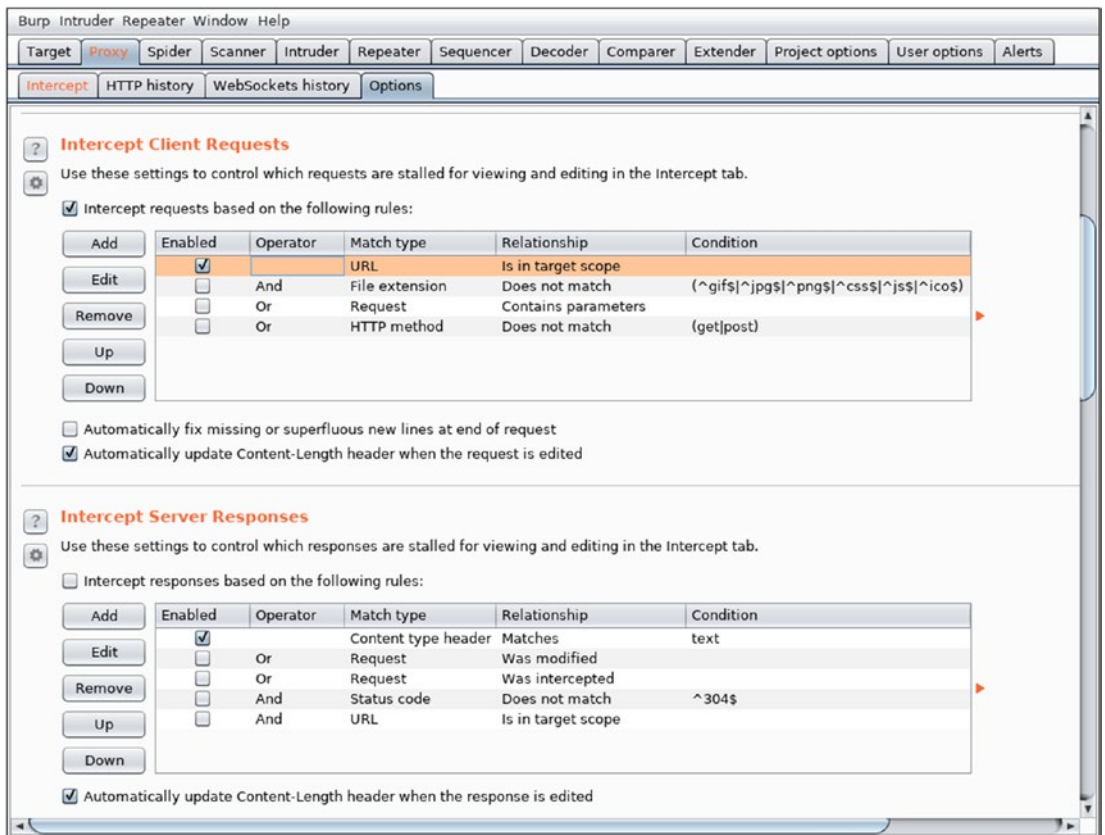 Burp Intruder Repeater Window Help
Target Proxy Spider Scanner Intruder Repeater Sequencer Decoder Comparer Extender Project options User options Alerts
Intercept HTTP history WebSockets history Options
? Intercept Client Requests
Use these settings to control which requests are stalled for viewing and editing in the Intercept tab.
Intercept requests based on the following rules:
Add Enabled Operator Match type Relationship Condition
URL Is in target scope
Edit And File extension Does not match (^gif$|^jpg$|^png$|^css$|^js$|^ico$)
Remove Or Request Contains parameters
Or HTTP method Does not match (get|post)
Up
Down
Automatically fix missing or superfluous new lines at end of request
Automatically update Content-Length header when the request is edited
? Intercept Server Responses
Use these settings to control which responses are stalled for viewing and editing in the Intercept tab.
Intercept responses based on the following rules:
Add Enabled Operator Match type Relationship Condition
Content type header Matches text
Edit Or Request Was modified
Or Request Was intercepted
Remove And Status code Does not match ^304$
Up And URL Is in target scope
Down
Automatically update Content-Length header when the response is edited